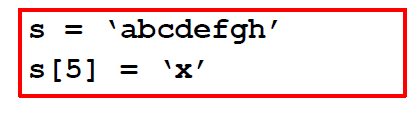 s = ‘abcdefgh’
s[5] = ‘x’